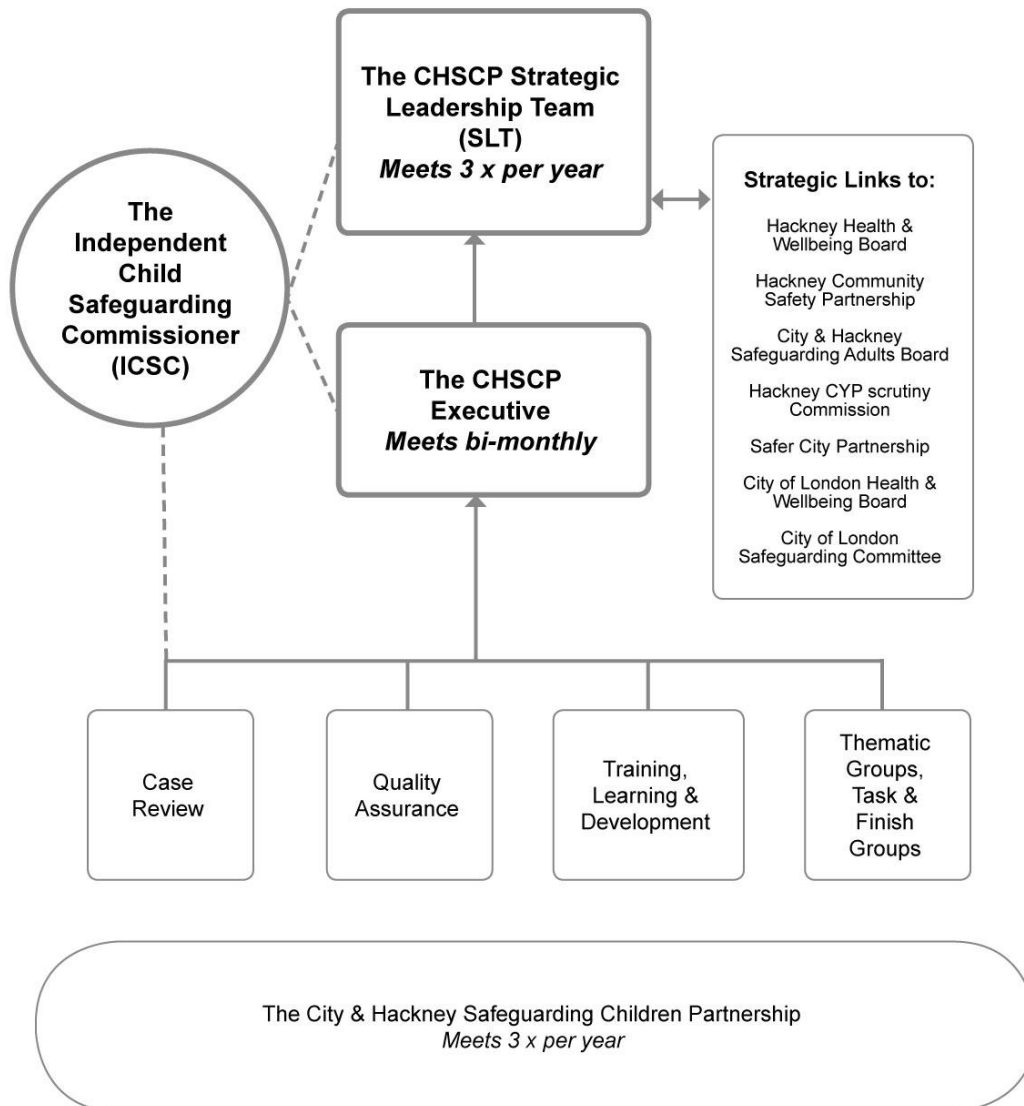 The CHSCP Strategic
Leadership Team
(SLT)
Meets 3 x per year
The
Independent
Child
Safeguarding
Commissioner
(ICSC)
Strategic Links to:
Hackney Health &
Wellbeing Board
Hackney Community
Safety Partnership
City & Hackney
Safeguarding Adults Board
Hackney CYP scrutiny
Commission
Safer City Partnership
City of London Health &
Wellbeing Board
City of London
Safeguarding Committee
The CHSCP
Executive
Meets bi-monthly
Case
Review
Quality
Assurance
Training,
Learning &
Development
Thematic
Groups,
Task &
Finish
Groups
The City & Hackney Safeguarding Children Partnership
Meets 3 x per year